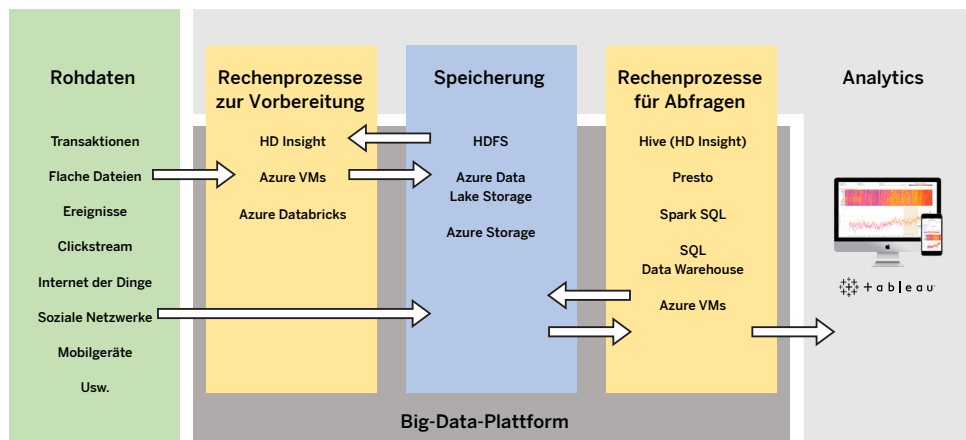 Rohdaten
Transaktionen
Flache Dateien
Ereignisse
Clickstream
Internet der Dinge
Soziale Netzwerke
Mobilgeräte
Usw.
Rechenprozesse
zur Vorbereitung
HD Insight
Azure VMs
Azure Databricks
Speicherung
HDFS
Azure Data
Lake Storage
Azure Storage
Rechenprozesse
für Abfragen
Hive (HD Insight)
Presto
Spark SQL
SQL
Data Warehouse
Azure VMs
Analytics
+ableau
Big-Data-Plattform